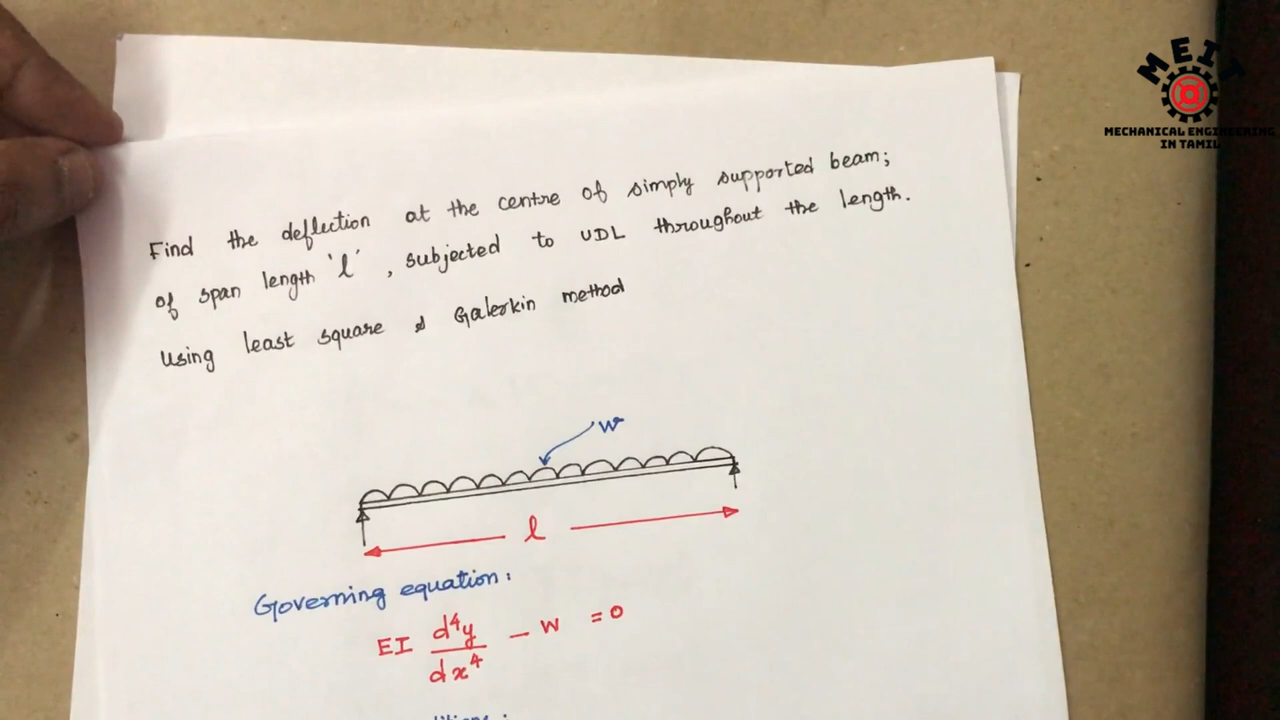 MEIT
MECHANICAL ENGINEERING
IN TAMIL
Find the deflection at the centre of simply supported beam;
of span length 'l', subjected to UDL throughout the length.
Using least square & Galerkin method
w
l
Governing equation:
EI d⁴y/dx⁴ - w = 0